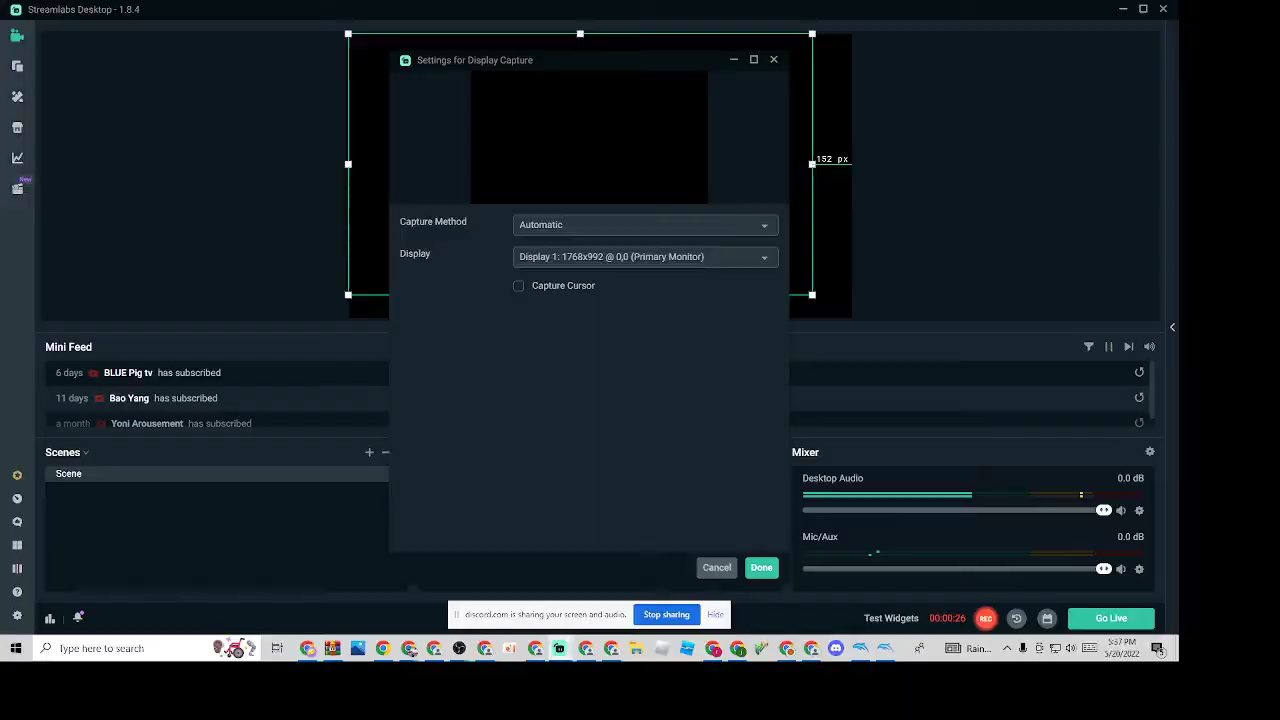 Streamlabs Desktop - 1.8.4
Settings for Display Capture
152 px
New
Capture Method
Automatic
Display
Display 1: 1768x992 @ 0,0 (Primary Monitor)
Capture Cursor
Mini Feed
6 days BLUE Pig tv has subscribed
11 days Bao Yang has subscribed
a month Yoni Arousement has subscribed
Scenes
Scene
Mixer
Desktop Audio 0.0 dB
Mic/Aux 0.0 dB
Cancel
Done
discord.com is sharing your screen and audio.
Stop sharing
Hide
Test Widgets
00:00:26
REC
Go Live
Type here to search
Rain...
5:37 PM
5/20/2022